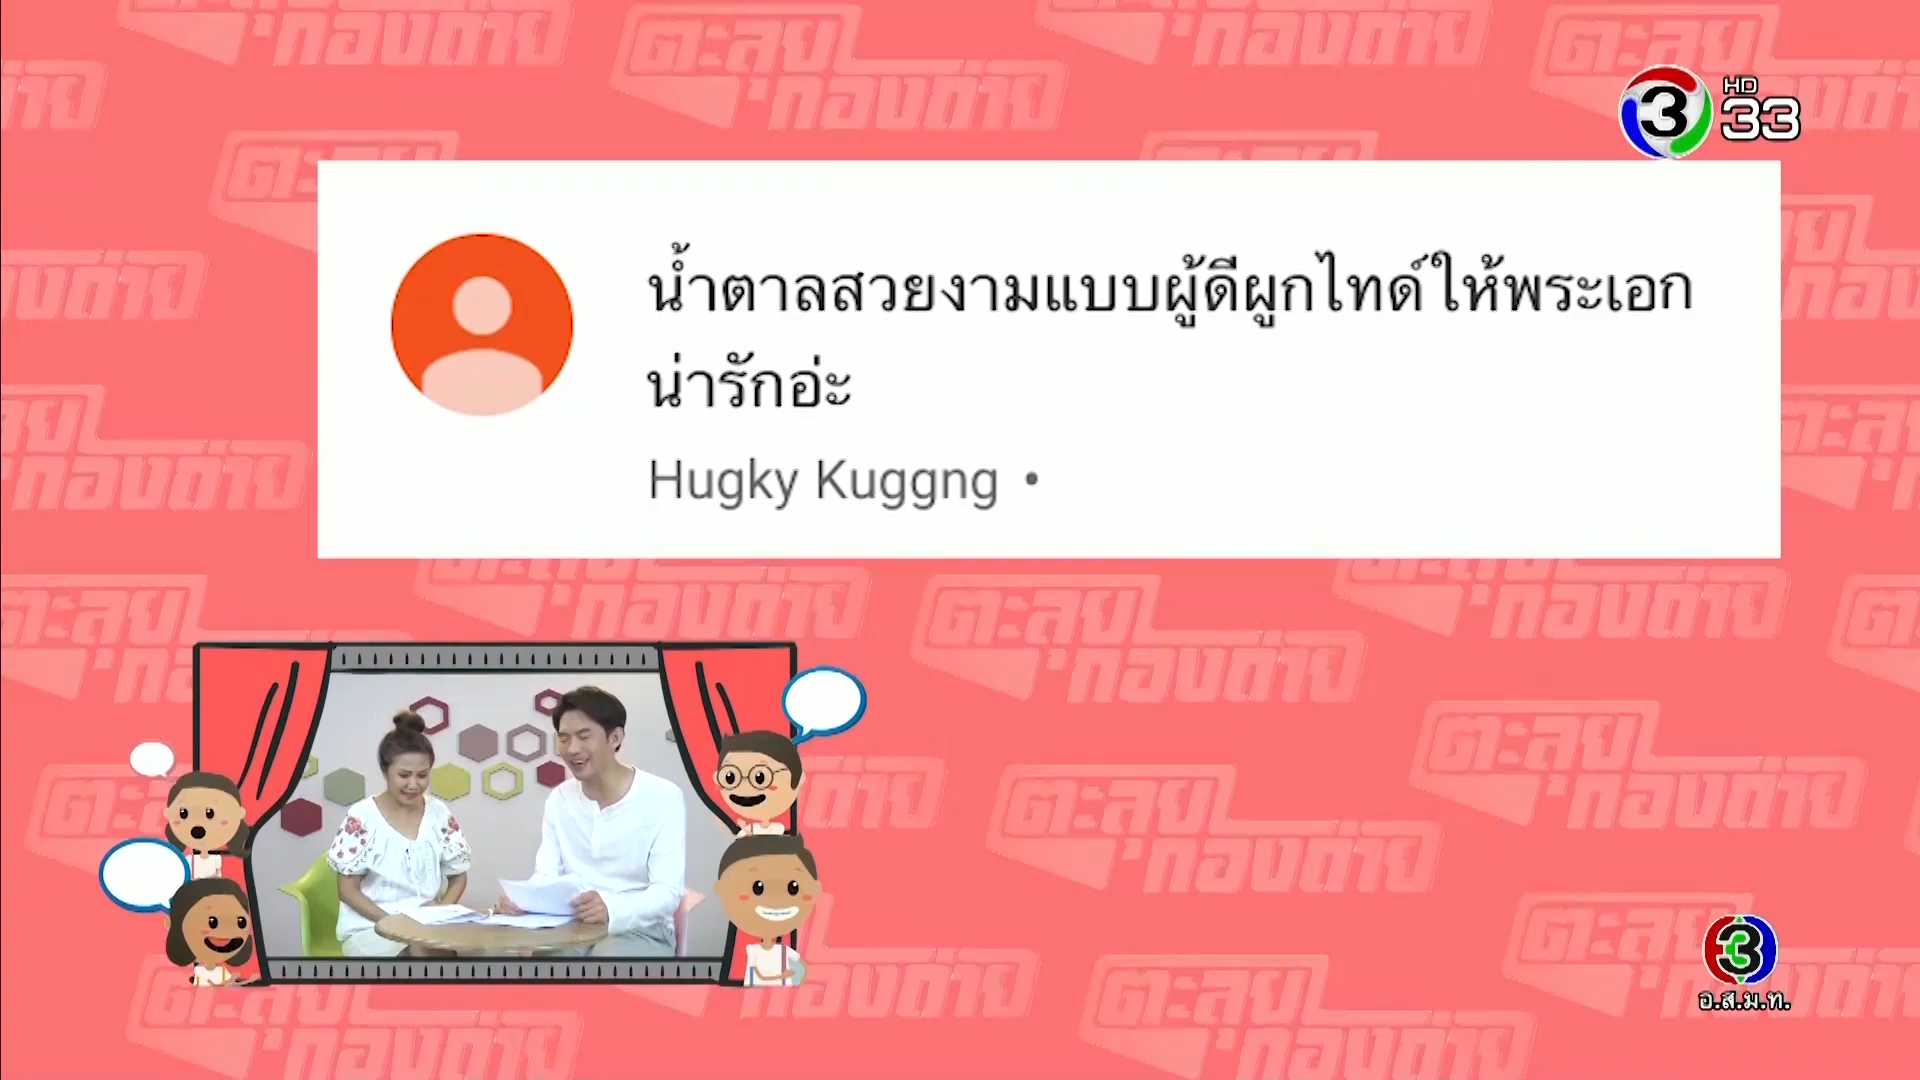 HD
3 33
น้ำตาลสวยงามแบบผู้ดีผูกไทด์ให้พระเอก
น่ารักอ่ะ
Hugky Kuggng •
ตะลุย
กองถ่าย
3
อ.ส.ม.ท.